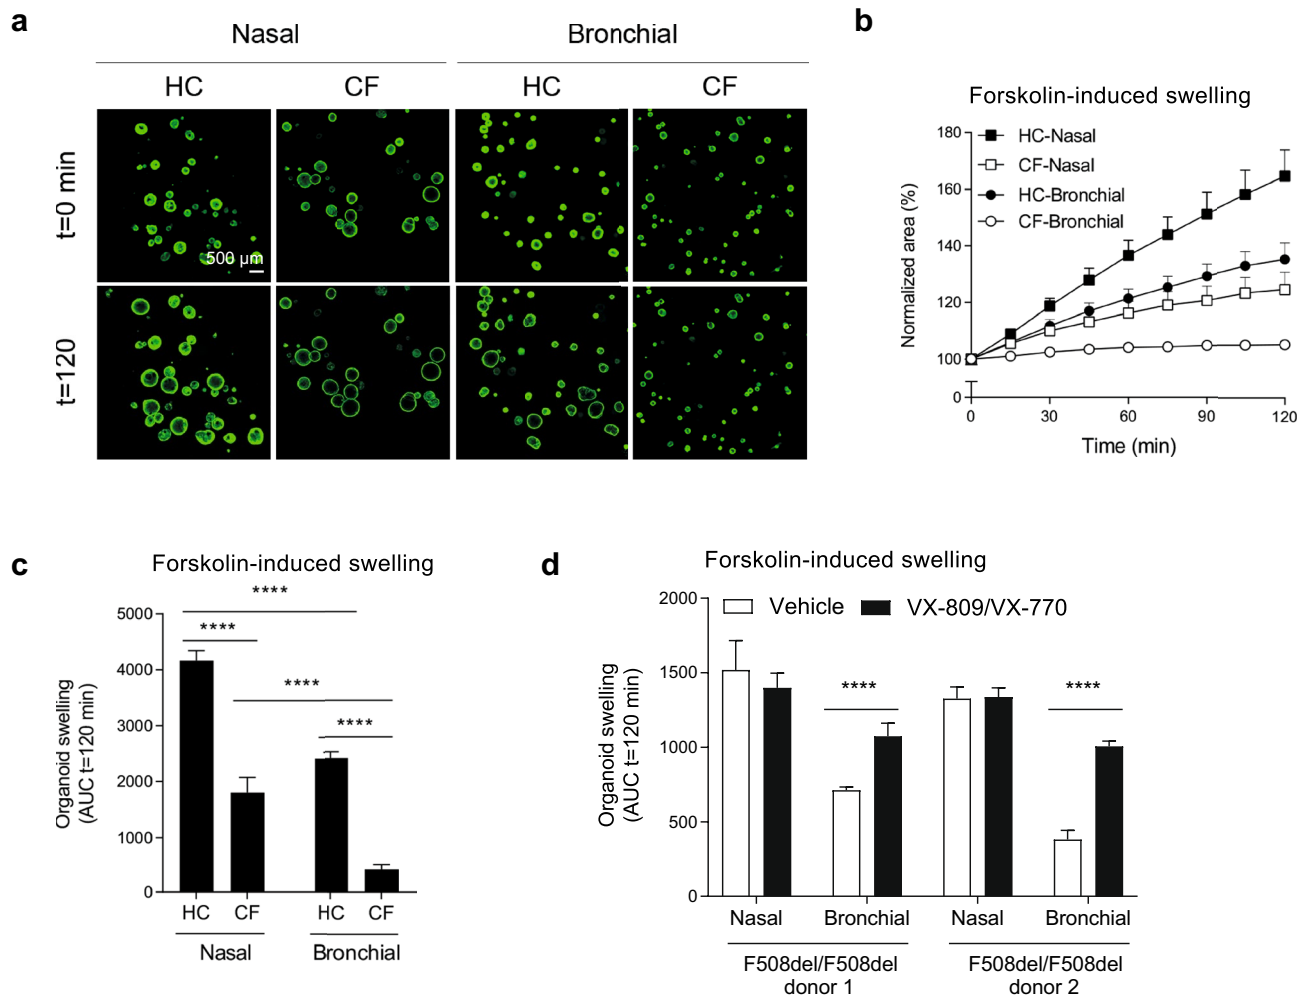 a
Nasal
Bronchial
HC
CF
HC
CF
t=0 min
500 µm
t=120
b
Forskolin-induced swelling
HC-Nasal
CF-Nasal
HC-Bronchial
CF-Bronchial
Normalized area (%)
180
160
140
120
100
0
0
30
60
90
120
Time (min)
c
Forskolin-induced swelling
Organoid swelling
(AUC t=120 min)
5000
4000
3000
2000
1000
0
****
****
****
****
HC
CF
HC
CF
Nasal
Bronchial
d
Forskolin-induced swelling
Vehicle
VX-809/VX-770
Organoid swelling
(AUC t=120 min)
2000
1500
1000
500
0
****
****
Nasal
Bronchial
Nasal
Bronchial
F508del/F508del
donor 1
F508del/F508del
donor 2